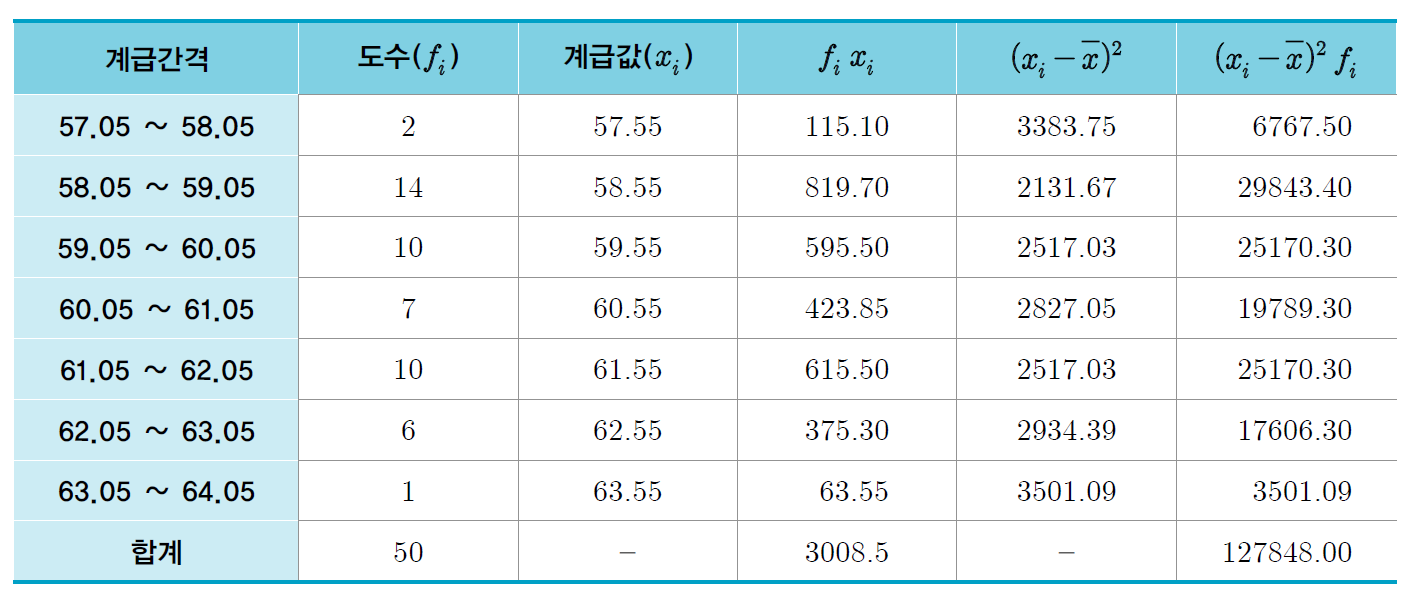 계급간격 도수(fᵢ) 계급값(xᵢ) fᵢ xᵢ (xᵢ − x̄)² (xᵢ − x̄)² fᵢ
57.05 ～ 58.05 2 57.55 115.10 3383.75 6767.50
58.05 ～ 59.05 14 58.55 819.70 2131.67 29843.40
59.05 ～ 60.05 10 59.55 595.50 2517.03 25170.30
60.05 ～ 61.05 7 60.55 423.85 2827.05 19789.30
61.05 ～ 62.05 10 61.55 615.50 2517.03 25170.30
62.05 ～ 63.05 6 62.55 375.30 2934.39 17606.30
63.05 ～ 64.05 1 63.55 63.55 3501.09 3501.09
합계 50 – 3008.5 – 127848.00